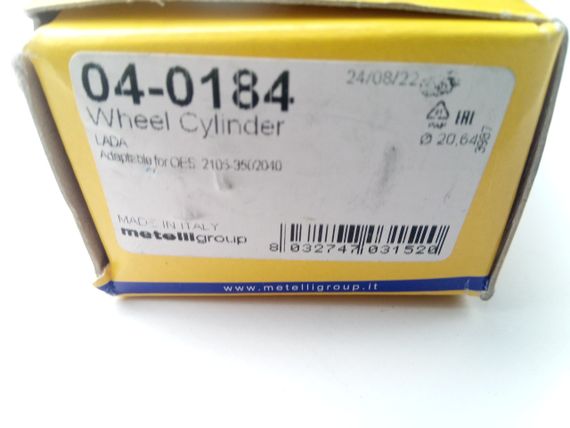 04-0184
24/08/22
Wheel Cylinder
Ø 20,64
LADA
Adaptable for OES: 2105-3502040
3987
MADE IN ITALY
metelligroup
8 032747 031520
www.metelligroup.it